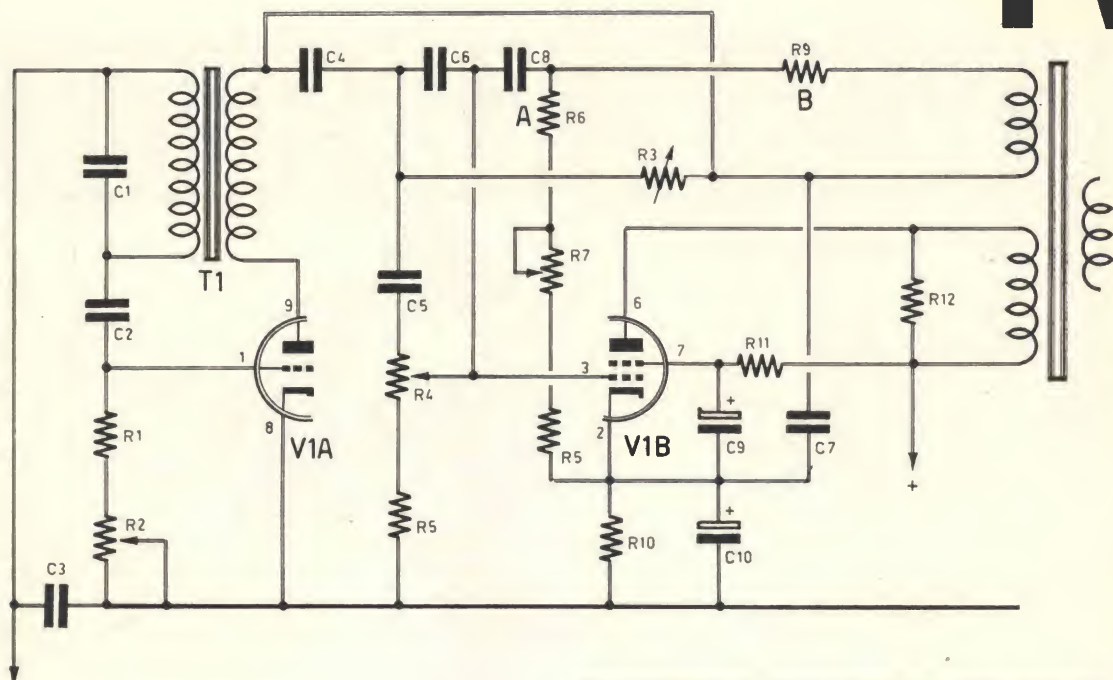 C4
C6
C8
R9
A
R6
B
C1
R3
T1
R7
C5
9
6
R12
C2
1
R4
3
7
R11
8
V1A
2
V1B
+
C9
C7
R1
R5
R5
+
R2
R10
+
C10
C3